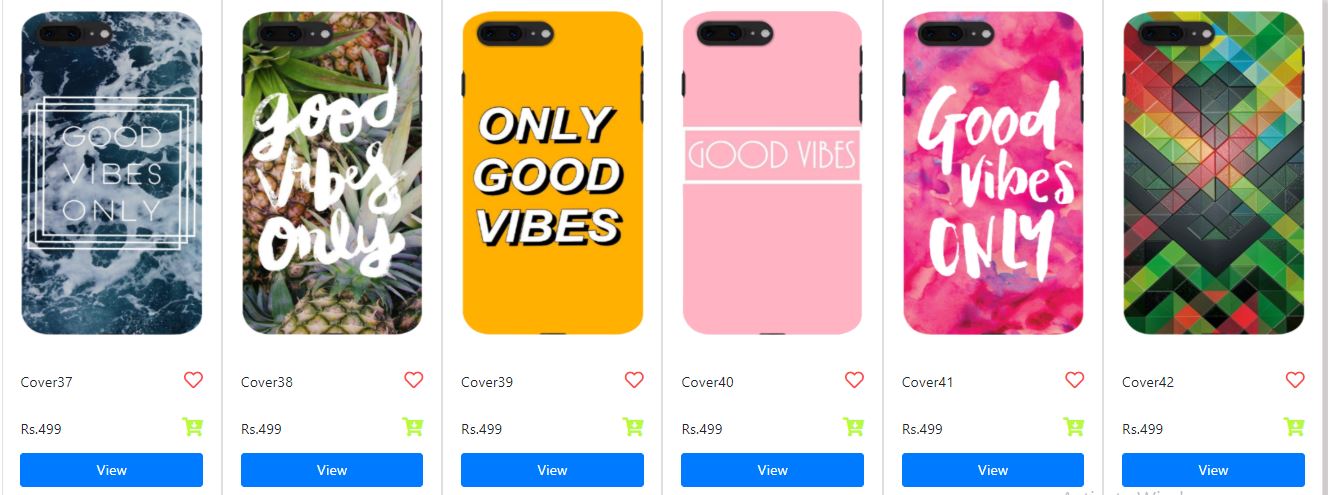 GOOD
VIBES
ONLY
good
vibes
only
ONLY
GOOD
VIBES
GOOD VIBES
Good
vibes
ONLY
Cover37
Cover38
Cover39
Cover40
Cover41
Cover42
Rs.499
Rs.499
Rs.499
Rs.499
Rs.499
Rs.499
View
View
View
View
View
View